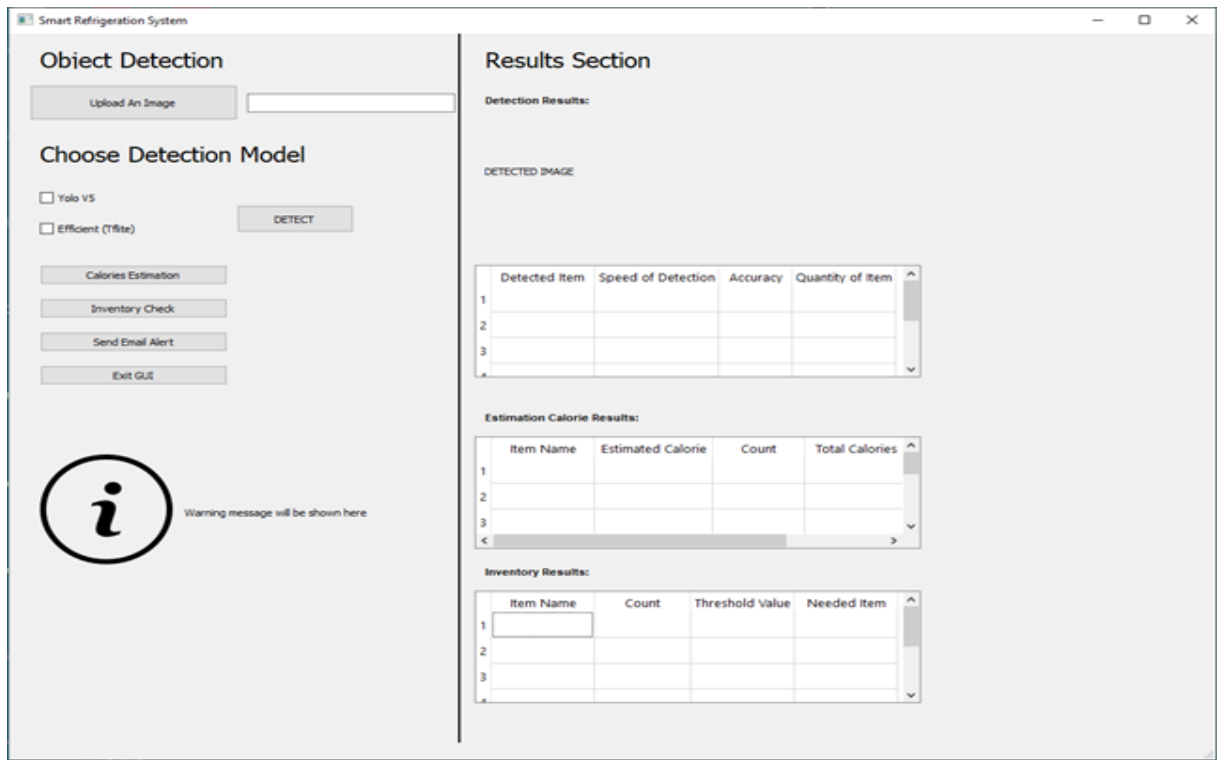 Smart Refrigeration System
Object Detection
Upload An Image
Choose Detection Model
Yolo V5
Efficient (Tflite)
DETECT
Calories Estimation
Inventory Check
Send Email Alert
Exit GUI
i
Warning message will be shown here
Results Section
Detection Results:
DETECTED IMAGE
Detected Item Speed of Detection Accuracy Quantity of Item
1
2
3
Estimation Calorie Results:
Item Name Estimated Calorie Count Total Calories
1
2
3
Inventory Results:
Item Name Count Threshold Value Needed Item
1
2
3